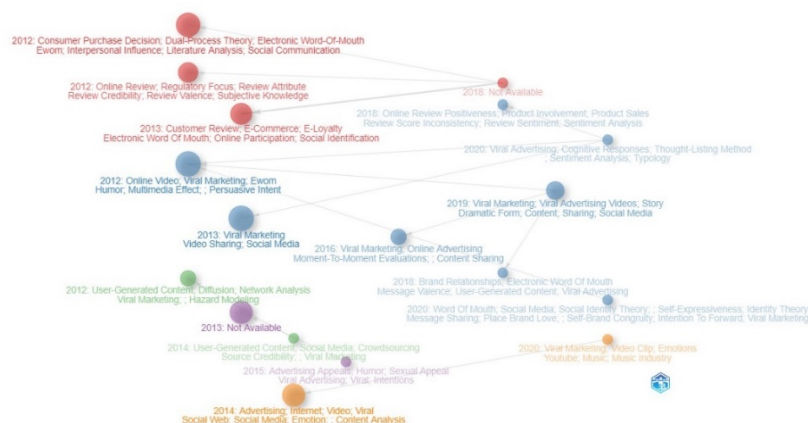 2012: Consumer Purchase Decision; Dual-Process Theory; Electronic Word-Of-Mouth
Ewom; Interpersonal Influence; Literature Analysis; Social Communication
2012: Online Review; Regulatory Focus; Review Attribute
Review Credibility; Review Valence; Subjective Knowledge
2018: Not Available
2018: Online Review Positiveness; Product Involvement; Product Sales
Review Score Inconsistency; Review Sentiment; Sentiment Analysis
2013: Customer Review; E-Commerce; E-Loyalty
Electronic Word Of Mouth; Online Participation; Social Identification
2020: Viral Advertising; Cognitive Responses; Thought-Listing Method
; Sentiment Analysis; Typology
2012: Online Video; Viral Marketing; Ewom
Humor; Multimedia Effect; ; Persuasive Intent
2019: Viral Marketing; Viral Advertising Videos; Story
Dramatic Form; Content; Sharing; Social Media
2013: Viral Marketing
Video Sharing; Social Media
2016: Viral Marketing; Online Advertising
Moment-To-Moment Evaluations; ; Content Sharing
2018: Brand Relationships; Electronic Word Of Mouth
Message Valence; User-Generated Content; Viral Advertising
2012: User-Generated Content; Diffusion; Network Analysis
Viral Marketing; ; Hazard Modeling
2020: Word Of Mouth; Social Media; Social Identity Theory; ; Self-Expressiveness; Identity Theory
Message Sharing; Place Brand Love; ; Self-Brand Congruity; Intention To Forward; Viral Marketing
2013: Not Available
2014: User-Generated Content; Social Media; Crowdsourcing
Source Credibility; ; Viral Marketing
2020: Viral Marketing; Video Clip; Emotions
Youtube; Music; Music Industry
2015: Advertising Appeals; Humor; Sexual Appeal
Viral Advertising; Viral; Intentions
2014: Advertising; Internet; Video; Viral
Social Web; Social Media; Emotion; ; Content Analysis